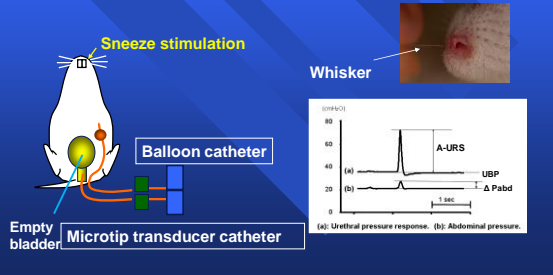 Sneeze stimulation
Whisker
Balloon catheter
Empty
bladder
Microtip transducer catheter
(cmH₂O)
80
60
40
20
0
A-URS
(a)
UBP
(b)
Δ Pabd
1 sec
(a): Urethral pressure response. (b): Abdominal pressure.